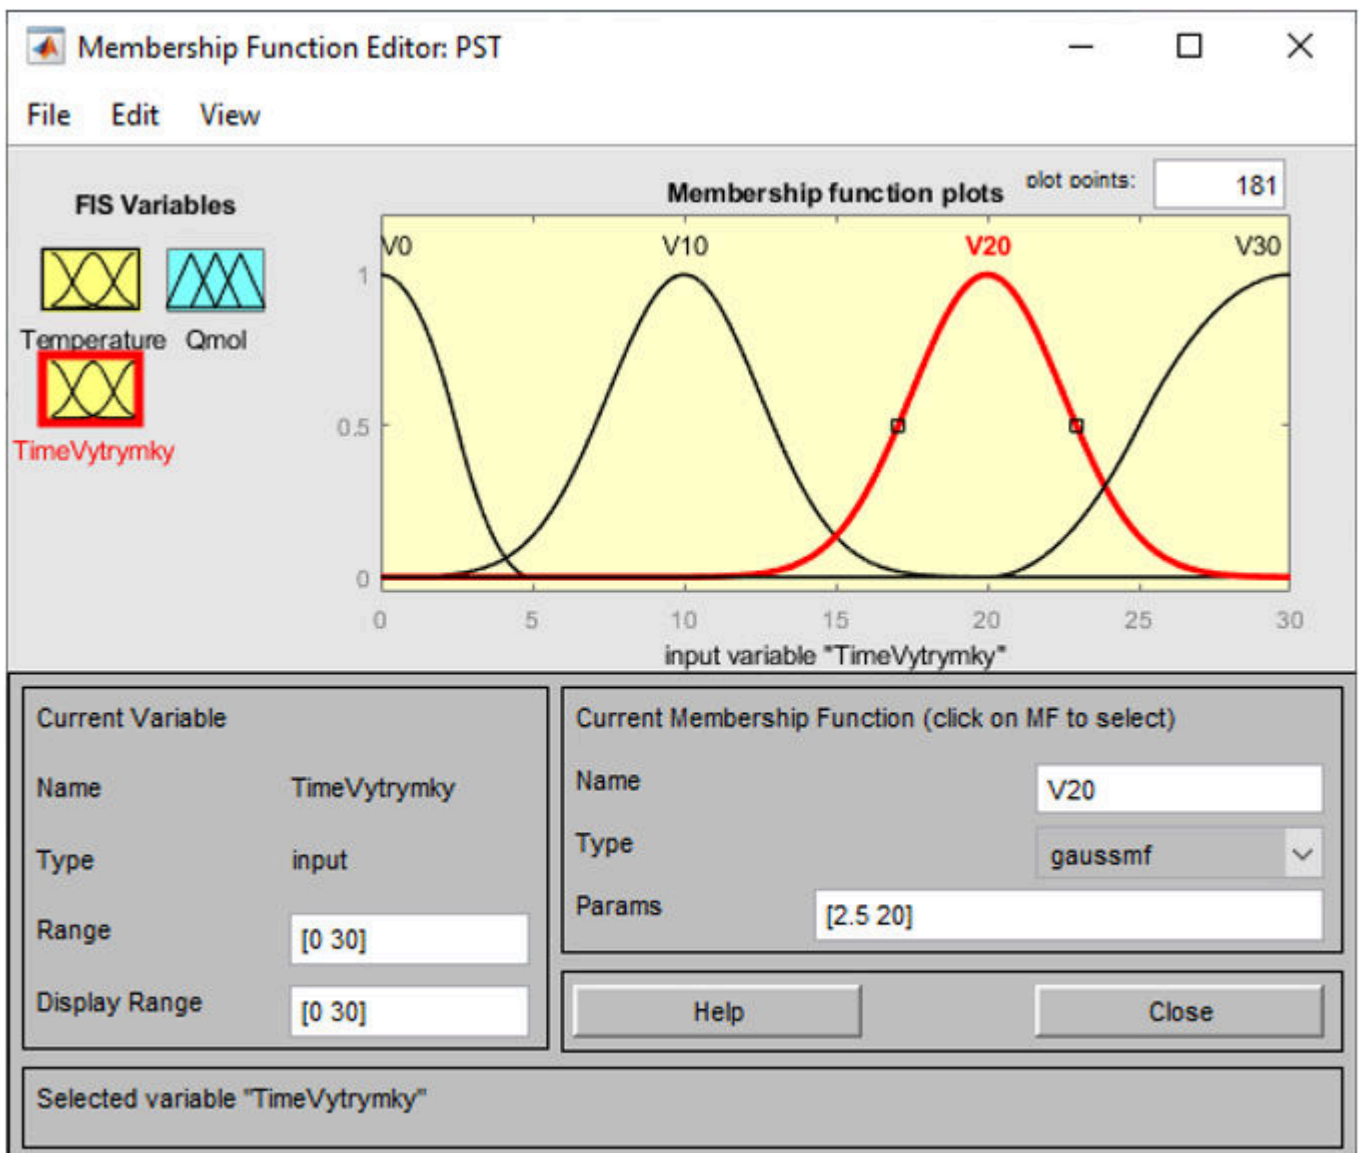 Membership Function Editor: PST
File Edit View
FIS Variables
Temperature Qmol
TimeVytrymky
Membership function plots
plot points: 181
V0 V10 V20 V30
1
0.5
0
0 5 10 15 20 25 30
input variable "TimeVytrymky"
Current Variable
Name TimeVytrymky
Type input
Range [0 30]
Display Range [0 30]
Current Membership Function (click on MF to select)
Name V20
Type gaussmf
Params [2.5 20]
Help Close
Selected variable "TimeVytrymky"